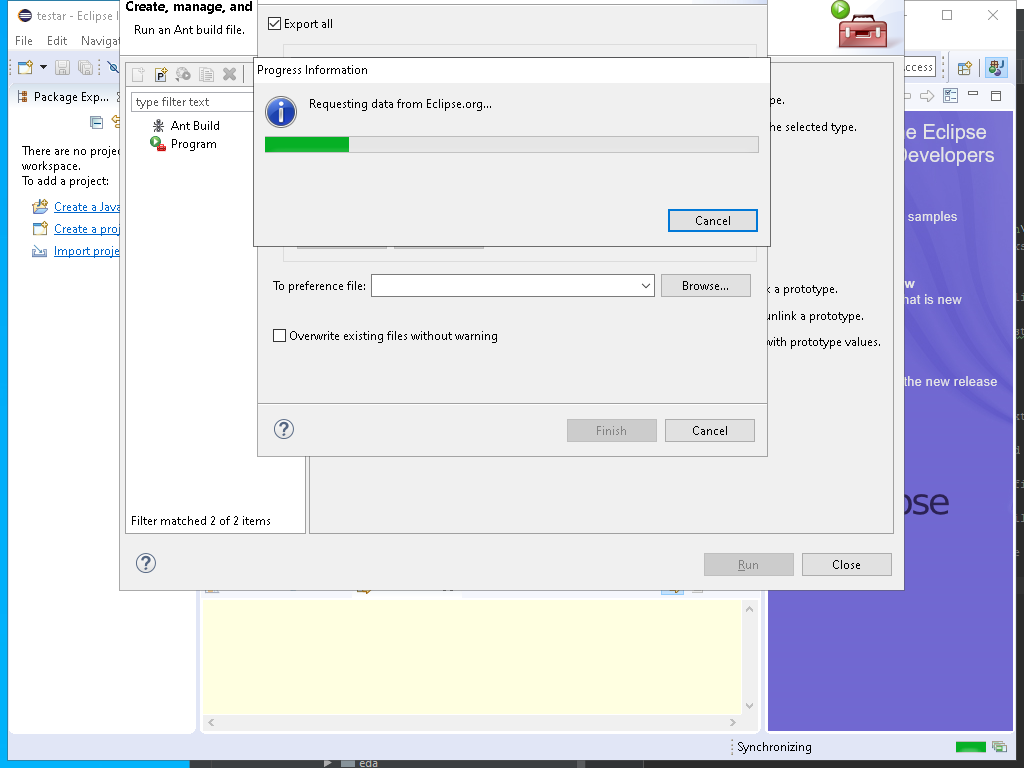 testar - Eclipse I
File Edit Navigat
Create, manage, and
Run an Ant build file.
Export all
Progress Information
Requesting data from Eclipse.org...
Cancel
Package Exp...
type filter text
Ant Build
Program
There are no proje
workspace.
To add a project:
Create a Java
Create a proj
Import proje
To preference file:
Browse...
Overwrite existing files without warning
Finish
Cancel
Filter matched 2 of 2 items
Run
Close
pe.
he selected type.
k a prototype.
unlink a prototype.
with prototype values.
ccess
e Eclipse
Developers
samples
w
hat is new
the new release
pse
Synchronizing
eda